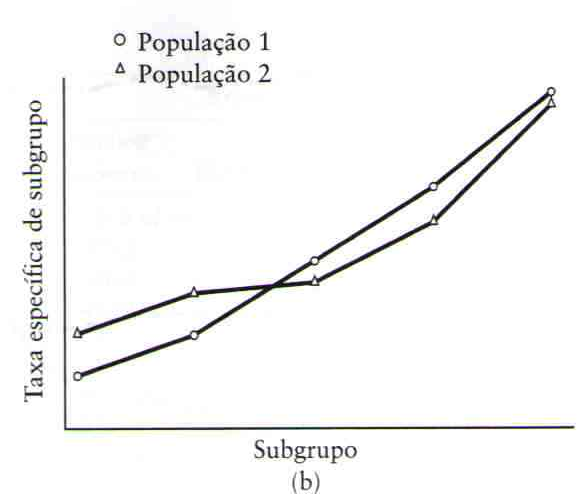 População 1
População 2
Taxa específica de subgrupo
Subgrupo
(b)